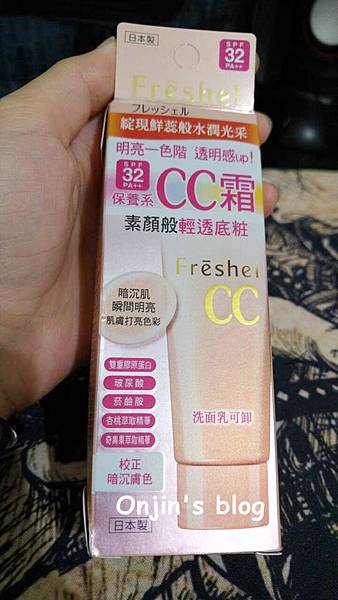 日本製
SPF
32
PA++
Frēshel
フレッシェル
綻現鮮蕊般水潤光采
明亮一色階 透明感up!
SPF
32
PA++
CC霜
保養系
素顏般輕透底粧
Frēshel
CC
暗沉肌
瞬間明亮
肌膚打亮色彩
雙重膠原蛋白
玻尿酸
菸鹼胺
杏桃萃取精華
奇異果萃取精華
洗面乳可卸
校正
暗沉膚色
日本製
Onjin's blog